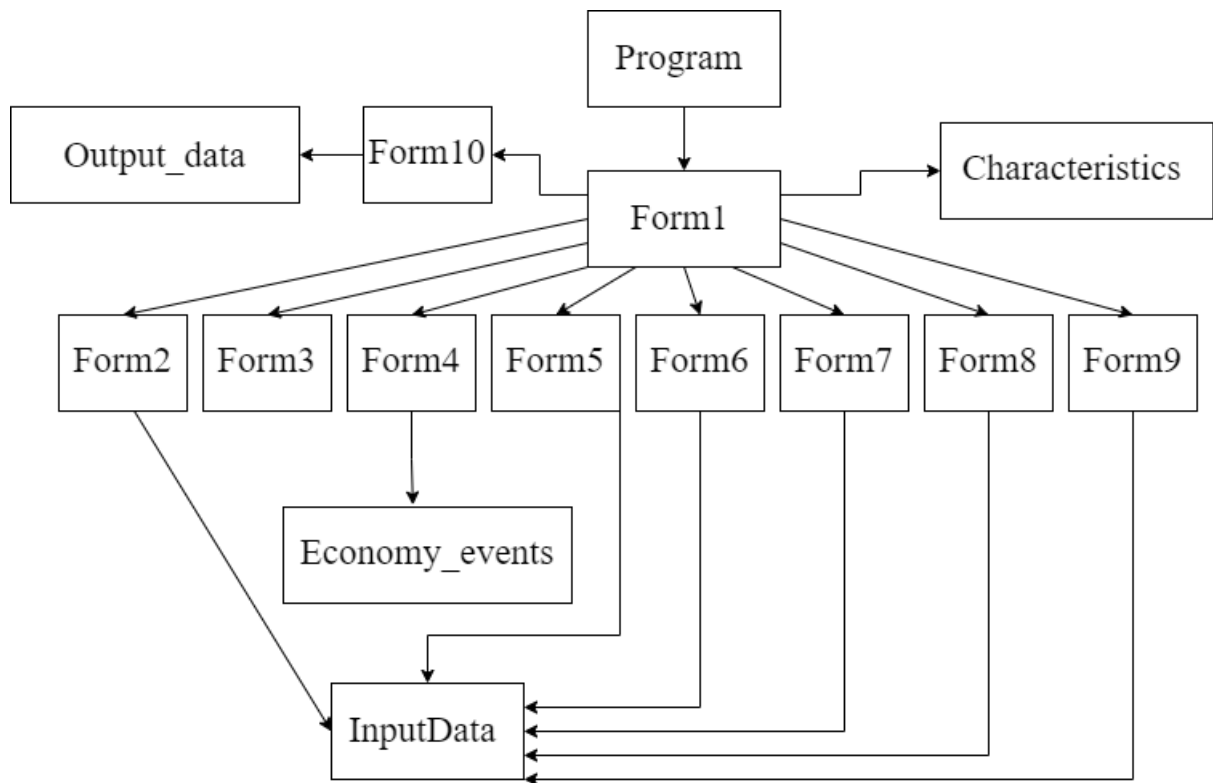 Program
Output_data
Form10
Characteristics
Form1
Form2
Form3
Form4
Form5
Form6
Form7
Form8
Form9
Economy_events
InputData